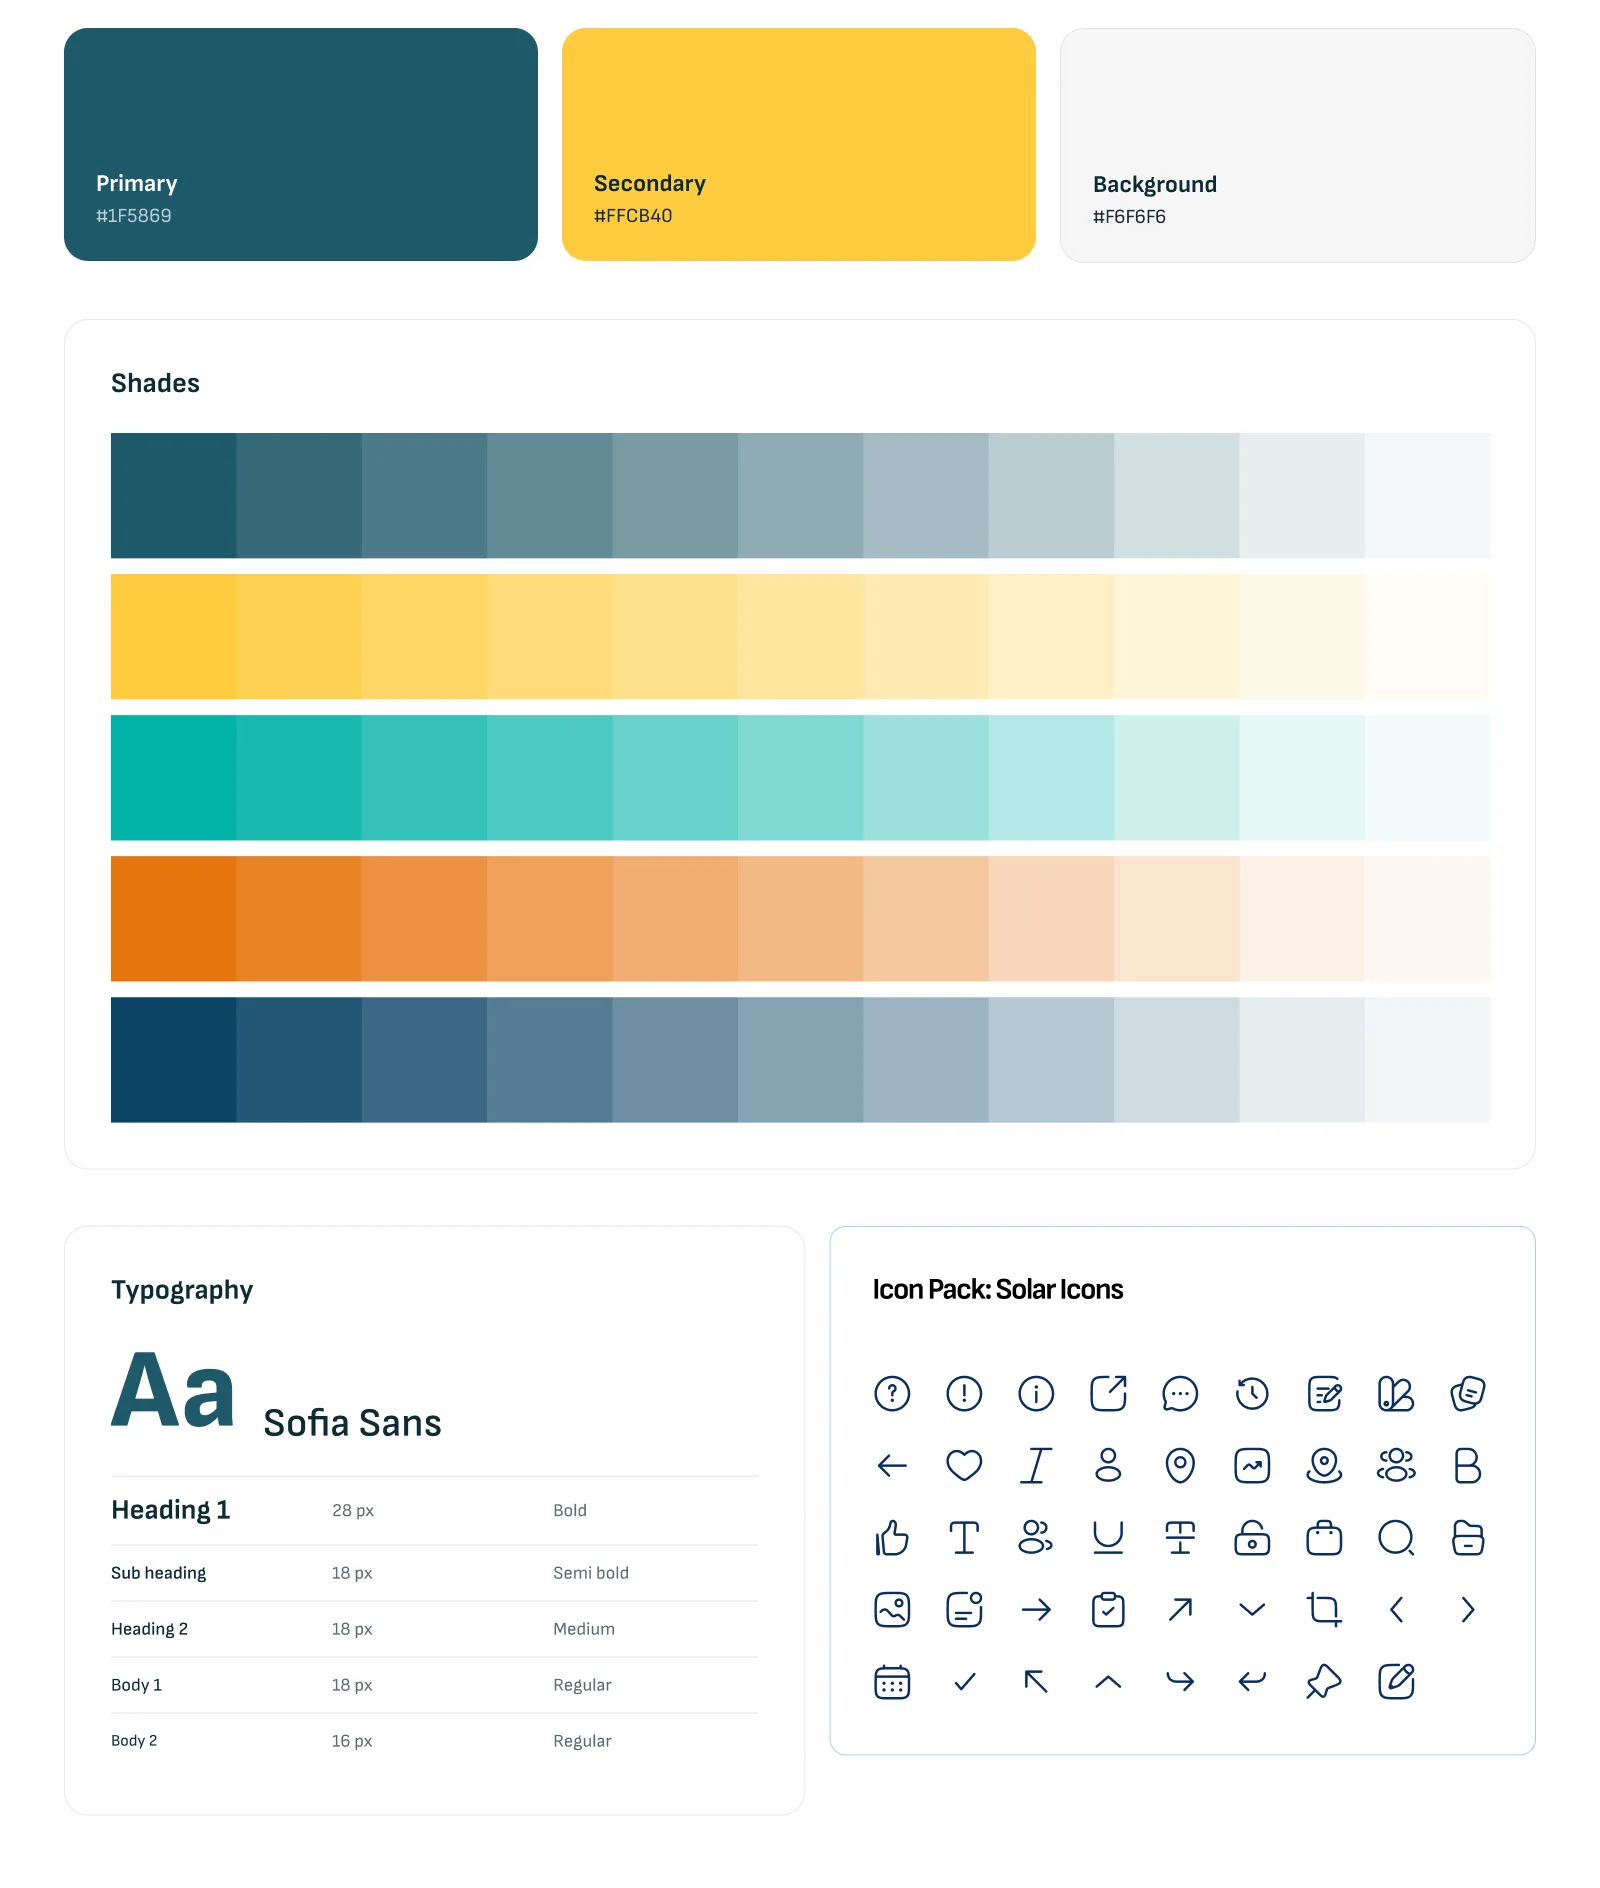 Primary
#1F5869
Secondary
#FFCB40
Background
#F6F6F6
Shades
Typography
Aa Sofia Sans
Heading 1 28 px Bold
Sub heading 18 px Semi bold
Heading 2 18 px Medium
Body 1 18 px Regular
Body 2 16 px Regular
Icon Pack: Solar Icons